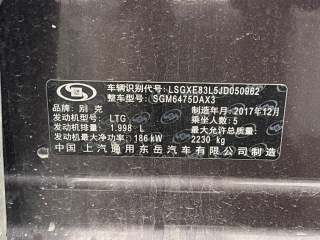 车辆识别代号: LSGXE83L5JD050962
整车型号: SGM6475DAX3
品牌: 别克 制造年月: 2017年12月
发动机型号: LTG 乘坐人数: 5
发动机排量: 1.998 L 最大允许总质量:
发动机最大净功率: 186 kW 2230 kg
中国 上汽通用东岳汽车有限公司制造